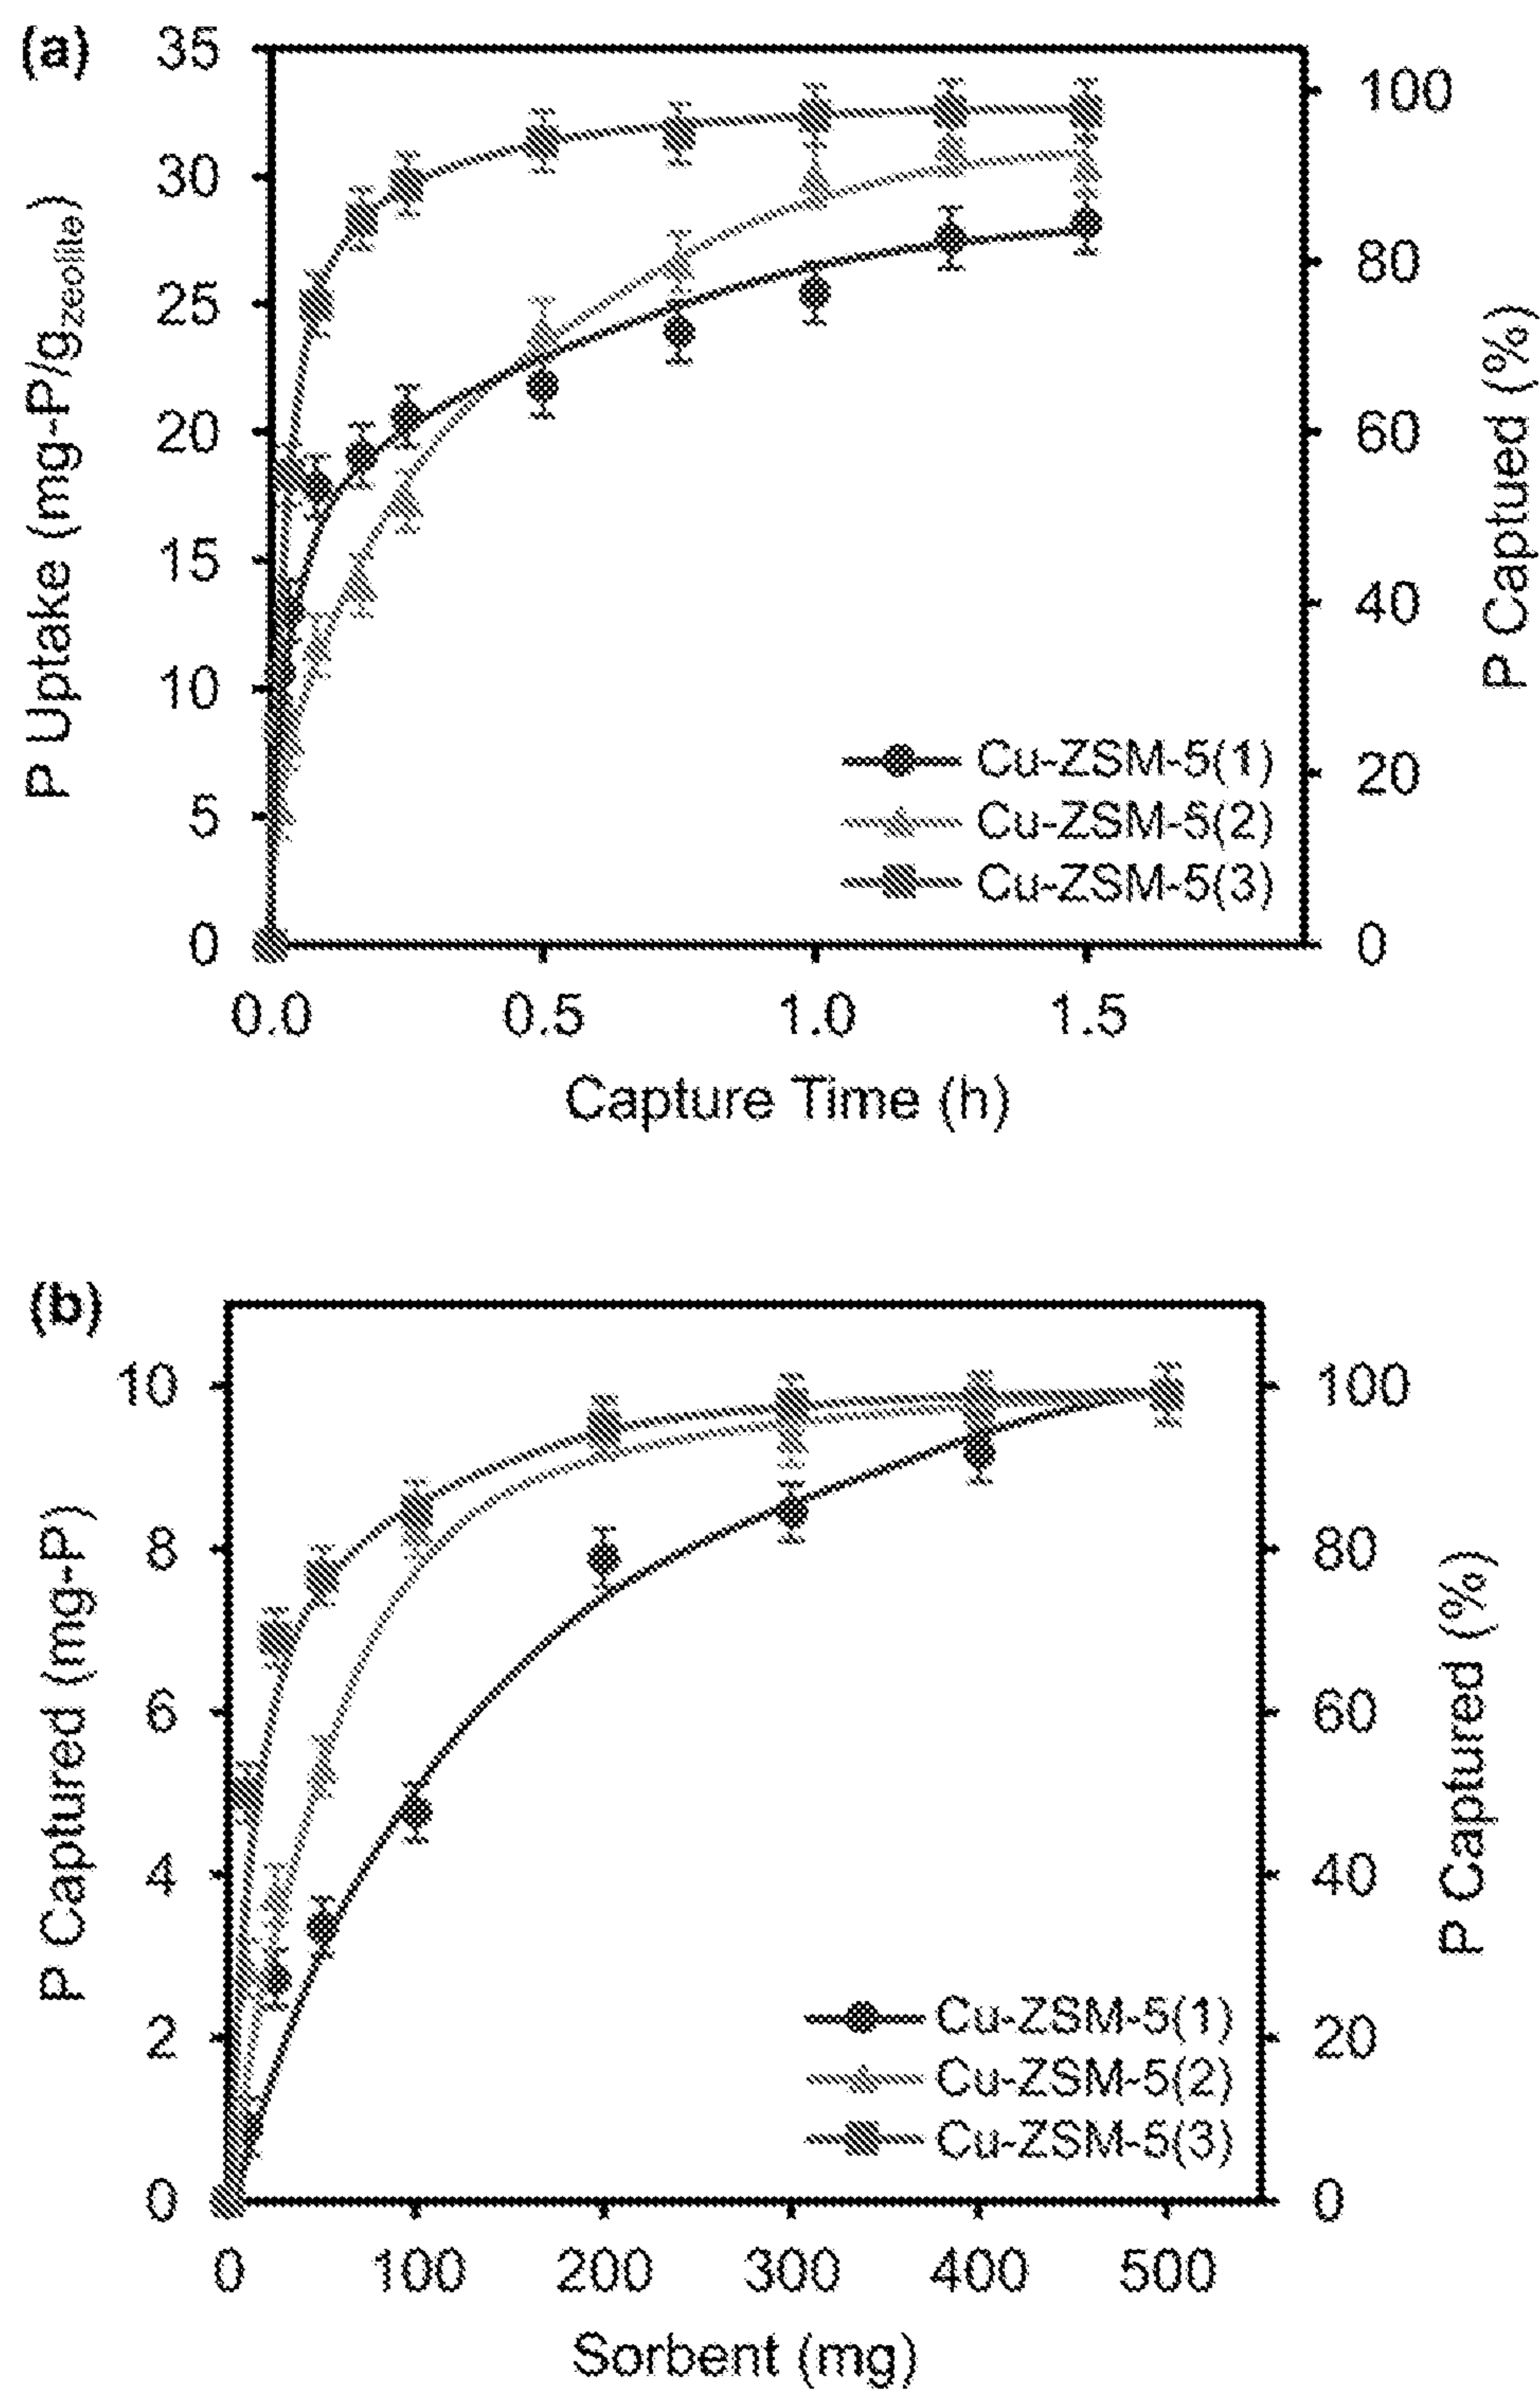 (a)
35
30
25
20
15
10
5
0
P Uptake (mg-P/gzeolite)
100
80
60
40
20
0
P Captued (%)
Cu-ZSM-5(1)
Cu-ZSM-5(2)
Cu-ZSM-5(3)
0.0 0.5 1.0 1.5
Capture Time (h)
(b)
10
8
6
4
2
0
P Captured (mg-P)
100
80
60
40
20
0
P Captured (%)
Cu-ZSM-5(1)
Cu-ZSM-5(2)
Cu-ZSM-5(3)
0 100 200 300 400 500
Sorbent (mg)